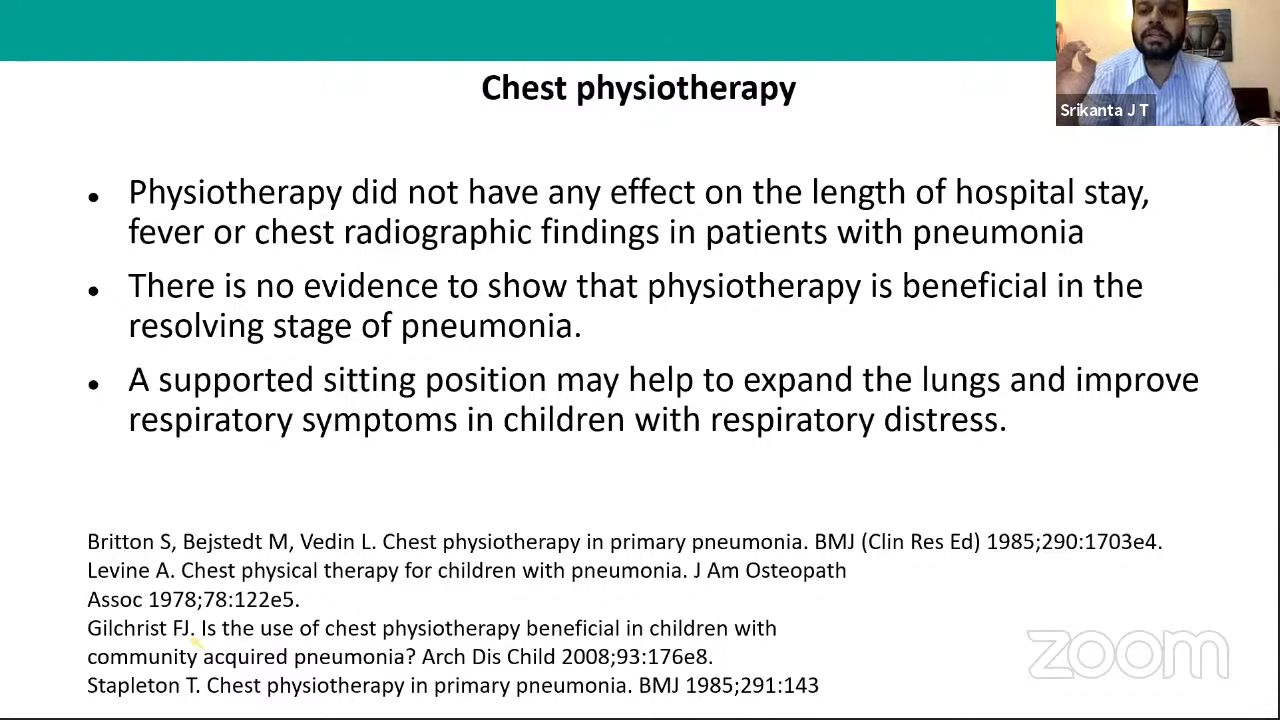 Chest physiotherapy
Srikanta J T
• Physiotherapy did not have any effect on the length of hospital stay,
fever or chest radiographic findings in patients with pneumonia
• There is no evidence to show that physiotherapy is beneficial in the
resolving stage of pneumonia.
• A supported sitting position may help to expand the lungs and improve
respiratory symptoms in children with respiratory distress.
Britton S, Bejstedt M, Vedin L. Chest physiotherapy in primary pneumonia. BMJ (Clin Res Ed) 1985;290:1703e4.
Levine A. Chest physical therapy for children with pneumonia. J Am Osteopath
Assoc 1978;78:122e5.
Gilchrist FJ. Is the use of chest physiotherapy beneficial in children with
community acquired pneumonia? Arch Dis Child 2008;93:176e8.
Stapleton T. Chest physiotherapy in primary pneumonia. BMJ 1985;291:143
zoom